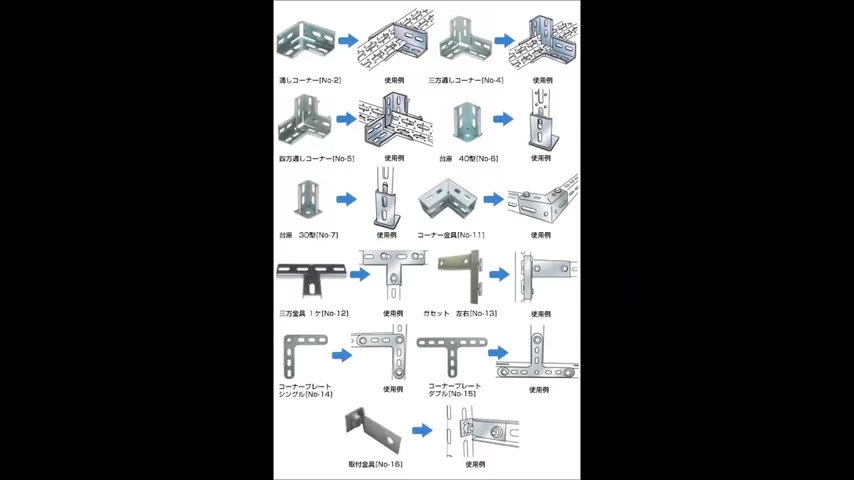 通しコーナー[No-2]
使用例
三方通しコーナー[No-4]
使用例
四方通しコーナー[No-5]
使用例
台座　40型[No-6]
使用例
台座　30型[No-7]
使用例
コーナー金具[No-11]
使用例
三方金具 1ケ[No-12]
使用例
ガセット　左右[No-13]
使用例
コーナープレート
シングル[No-14]
使用例
コーナープレート
ダブル[No-15]
使用例
取付金具[No-16]
使用例